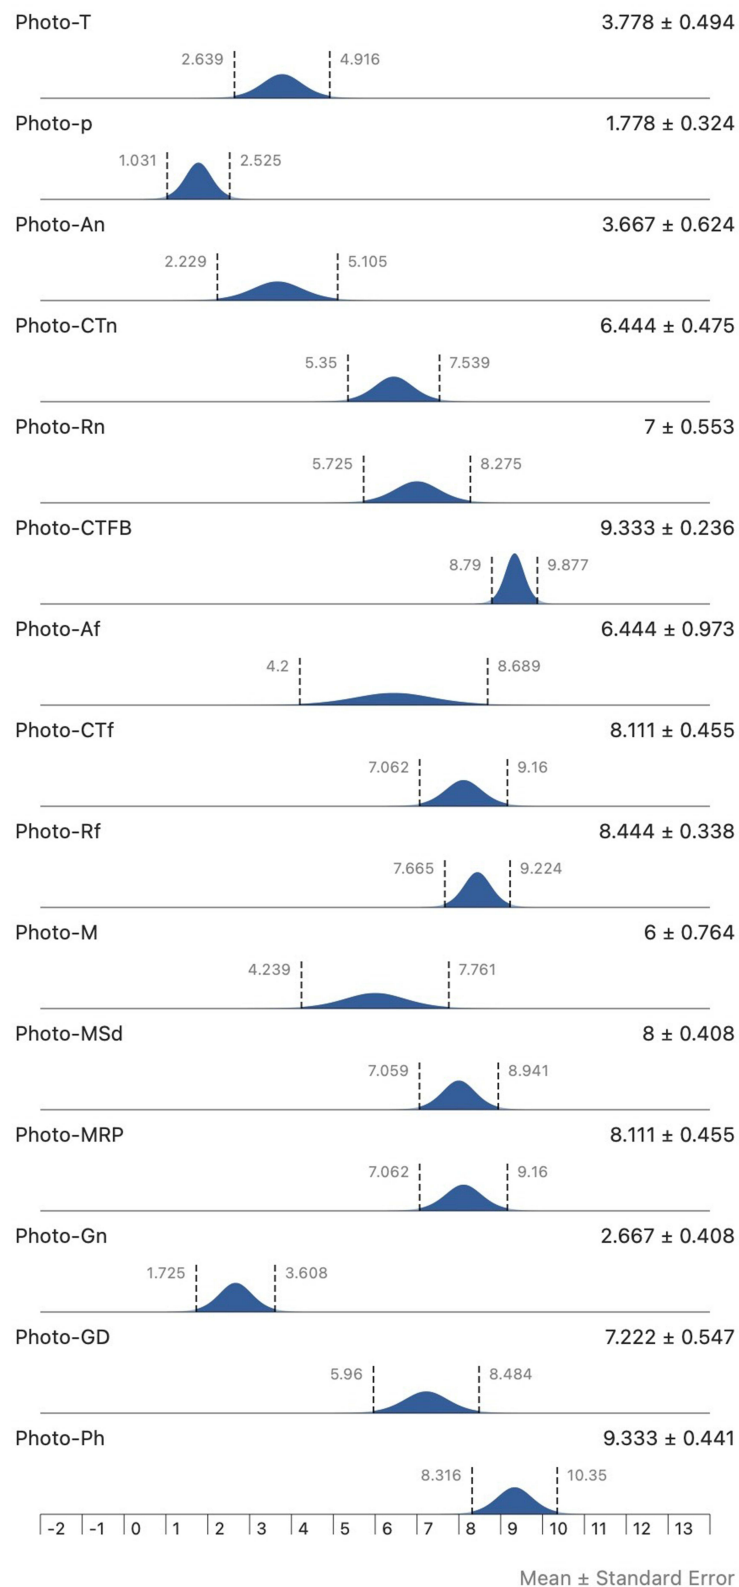 Photo-T 3.778 ± 0.494
2.639 4.916
Photo-p 1.778 ± 0.324
1.031 2.525
Photo-An 3.667 ± 0.624
2.229 5.105
Photo-CTn 6.444 ± 0.475
5.35 7.539
Photo-Rn 7 ± 0.553
5.725 8.275
Photo-CTFB 9.333 ± 0.236
8.79 9.877
Photo-Af 6.444 ± 0.973
4.2 8.689
Photo-CTf 8.111 ± 0.455
7.062 9.16
Photo-Rf 8.444 ± 0.338
7.665 9.224
Photo-M 6 ± 0.764
4.239 7.761
Photo-MSd 8 ± 0.408
7.059 8.941
Photo-MRP 8.111 ± 0.455
7.062 9.16
Photo-Gn 2.667 ± 0.408
1.725 3.608
Photo-GD 7.222 ± 0.547
5.96 8.484
Photo-Ph 9.333 ± 0.441
8.316 10.35
-2 -1 0 1 2 3 4 5 6 7 8 9 10 11 12 13
Mean ± Standard Error